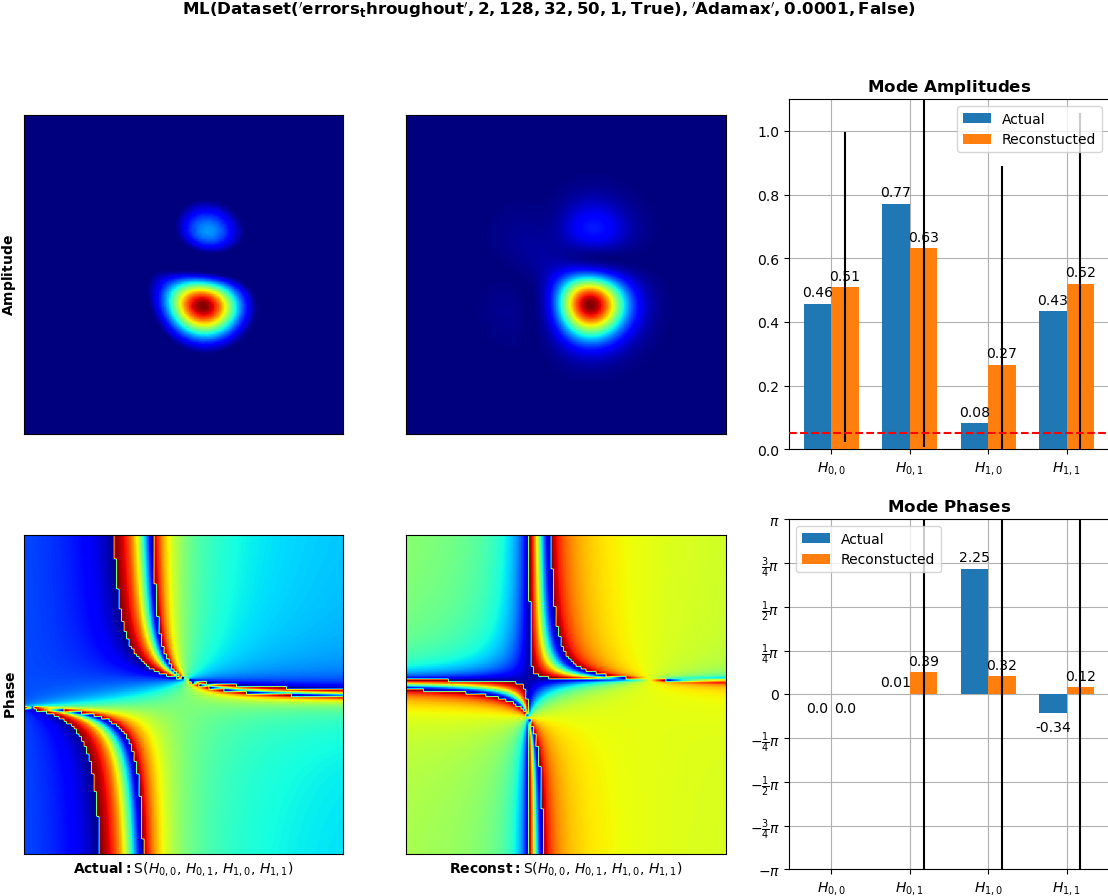 ML(Dataset('errors_throughout', 2, 128, 32, 50, 1, True), 'Adamax', 0.0001, False)
Amplitude
Mode Amplitudes
Actual
Reconstucted
1.0
0.8
0.6
0.4
0.2
0.0
0.46
0.51
0.77
0.63
0.08
0.27
0.43
0.52
H0,0
H0,1
H1,0
H1,1
Phase
Actual: S(H0,0, H0,1, H1,0, H1,1)
Reconst: S(H0,0, H0,1, H1,0, H1,1)
Mode Phases
Actual
Reconstucted
π
3/4π
1/2π
1/4π
0
−1/4π
−1/2π
−3/4π
−π
0.0
0.0
0.01
0.39
2.25
0.32
-0.34
0.12
H0,0
H0,1
H1,0
H1,1